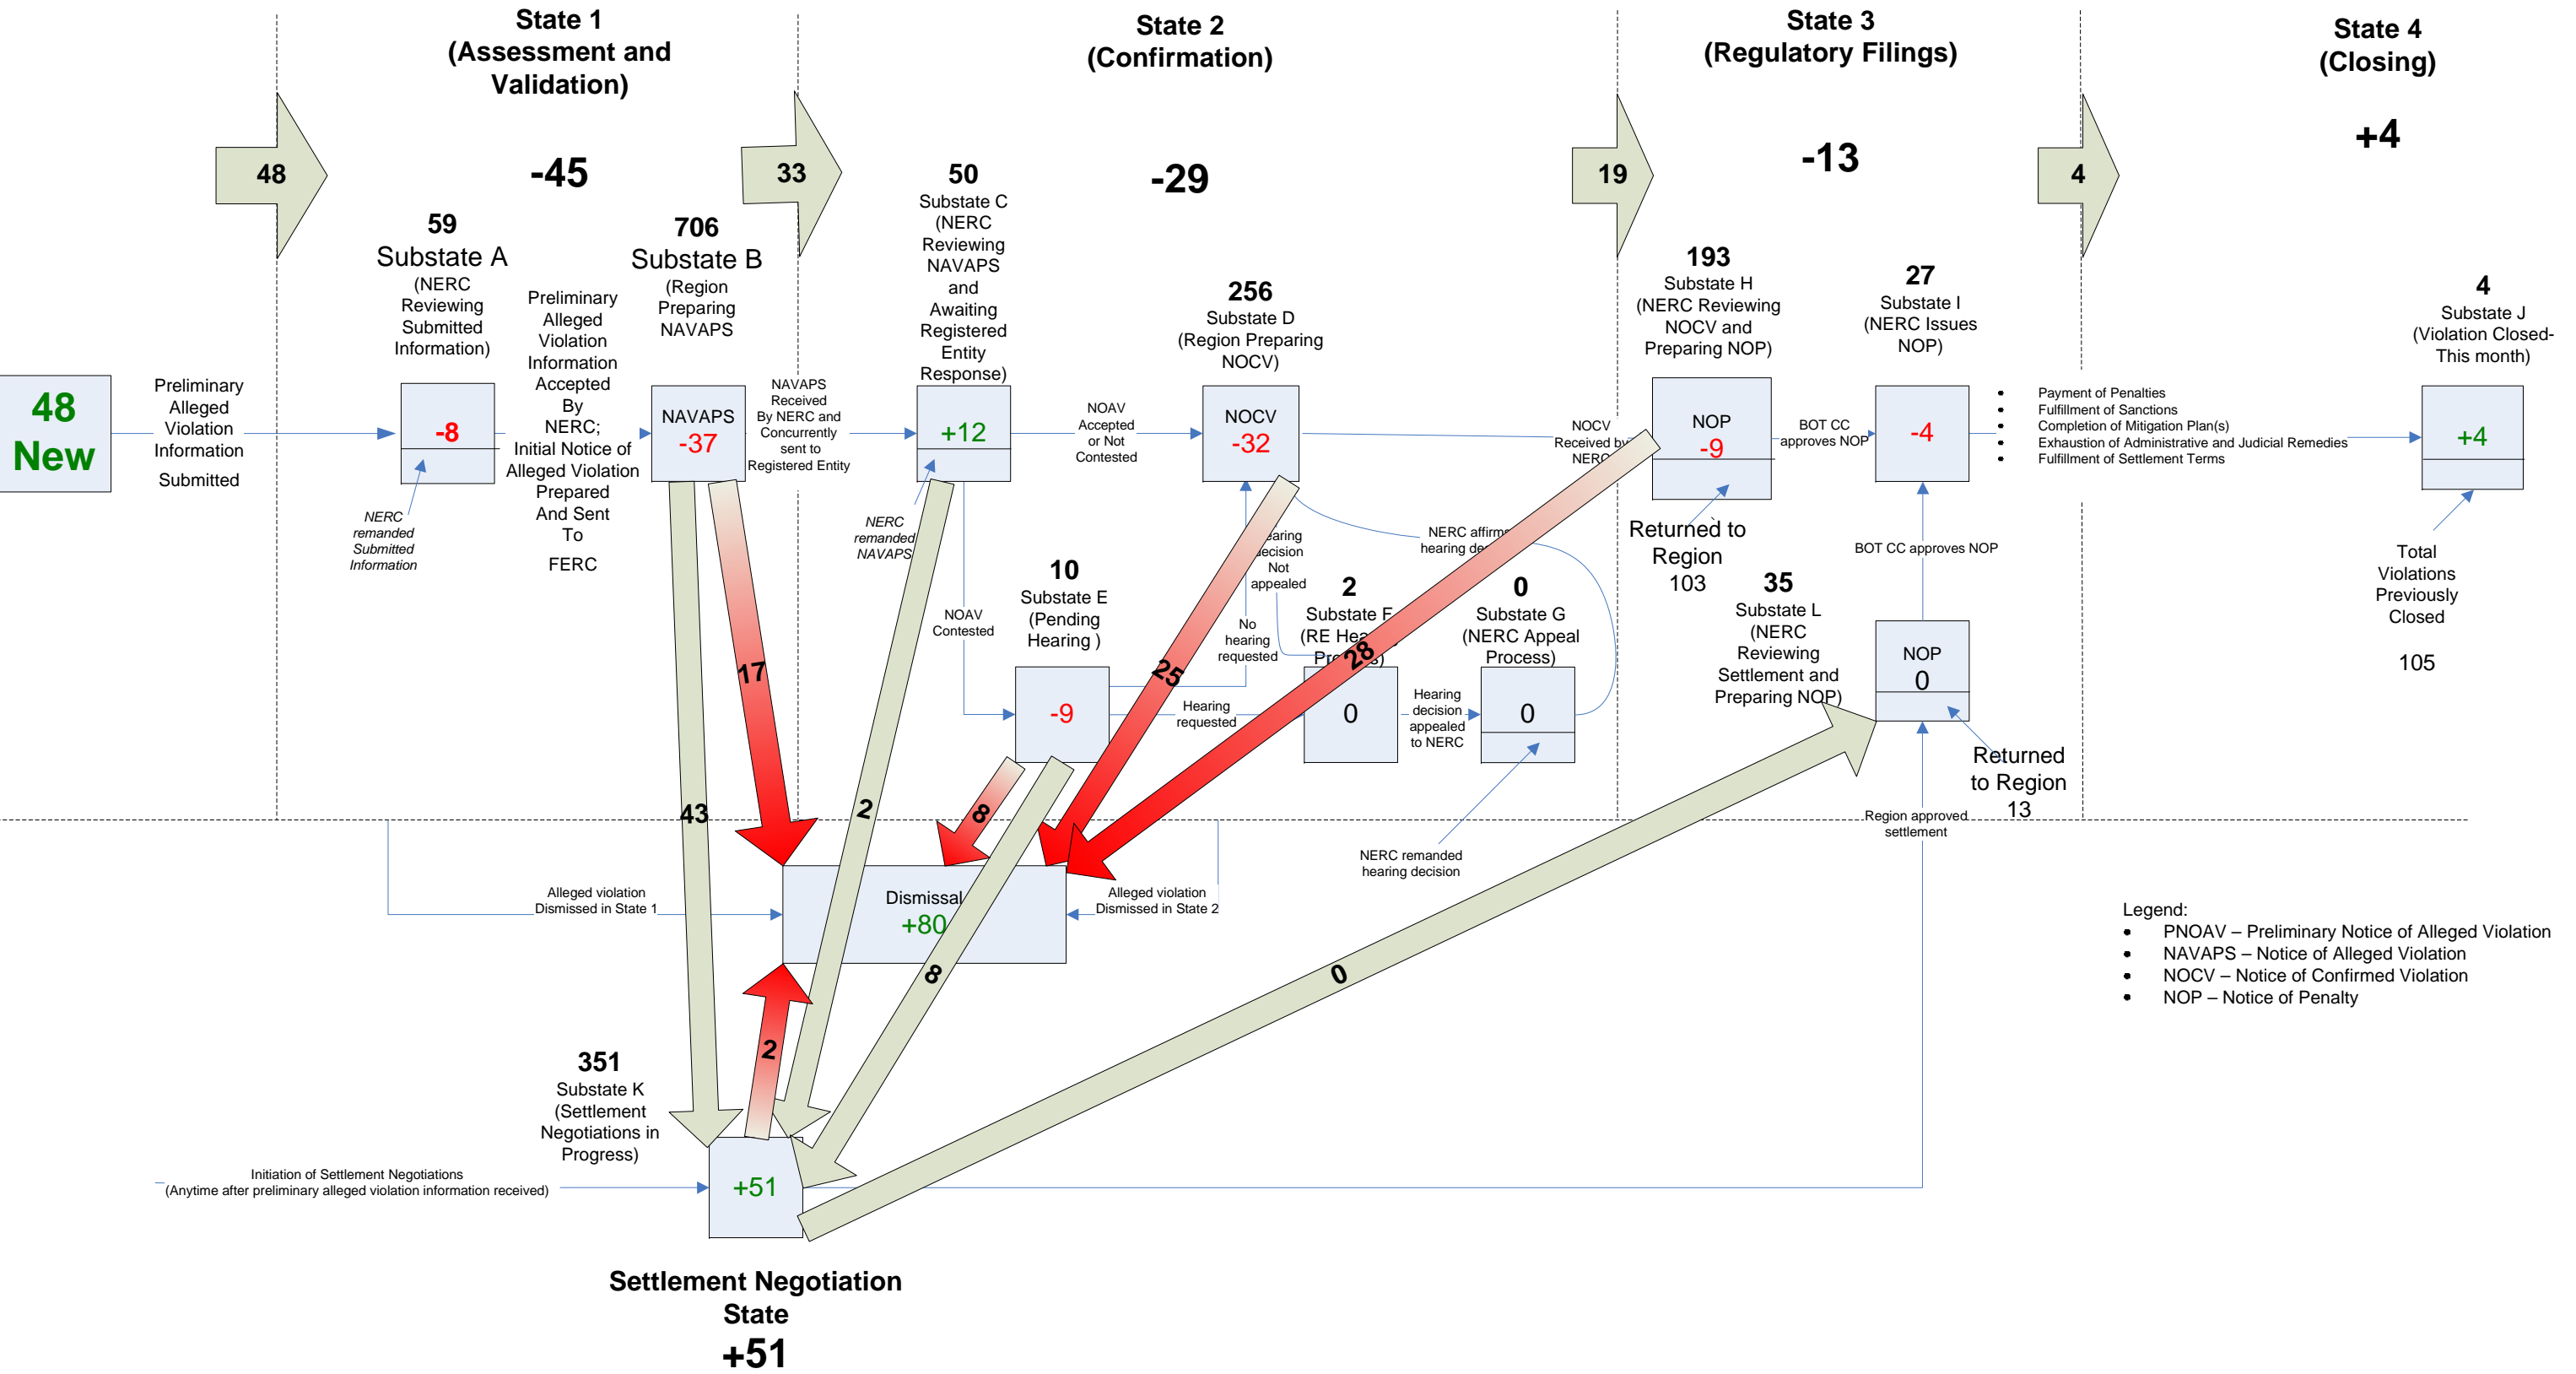 State 1
(Assessment and
Validation)
State 2
(Confirmation)
State 3
(Regulatory Filings)
State 4
(Closing)
48
-45
33
-29
19
-13
4
+4
59
Substate A
(NERC
Reviewing
Submitted
Information)
706
Substate B
(Region
Preparing
NAVAPS
50
Substate C
(NERC
Reviewing
NAVAPS
and
Awaiting
Registered
Entity
Response)
256
Substate D
(Region Preparing
NOCV)
193
Substate H
(NERC Reviewing
NOCV and
Preparing NOP)
27
Substate I
(NERC Issues
NOP)
4
Substate J
(Violation Closed-
This month)
48
New
Preliminary
Alleged
Violation
Information
Submitted
-8
NERC
remanded
Submitted
Information
Preliminary
Alleged
Violation
Information
Accepted
By
NERC;
Initial Notice of
Alleged Violation
Prepared
And Sent
To
FERC
NAVAPS
-37
NAVAPS
Received
By NERC and
Concurrently
sent to
Registered Entity
+12
NERC
remanded
NAVAPS
NOAV
Accepted
or Not
Contested
NOCV
-32
NOCV
Received by
NERC
NOP
-9
BOT CC
approves NOP
-4
• Payment of Penalties
• Fulfillment of Sanctions
• Completion of Mitigation Plan(s)
• Exhaustion of Administrative and Judicial Remedies
• Fulfillment of Settlement Terms
+4
Returned to
Region
103
BOT CC approves NOP
Total
Violations
Previously
Closed
105
NOAV
Contested
10
Substate E
(Pending
Hearing )
-9
No
hearing
requested
Hearing
requested
Not
appealed
NERC affirms
hearing
2
Substate F
(RE
0
Hearing
decision
appealed
to NERC
0
Substate G
(NERC Appeal
Process)
0
NERC remanded
hearing decision
35
Substate L
(NERC
Reviewing
Settlement and
Preparing NOP)
NOP
0
Returned
to Region
13
Region approved
settlement
43
17
2
8
25
28
Alleged violation
Dismissed in State 1
Dismissal
+80
Alleged violation
Dismissed in State 2
8
0
2
351
Substate K
(Settlement
Negotiations in
Progress)
Initiation of Settlement Negotiations
(Anytime after preliminary alleged violation information received)
+51
Settlement Negotiation
State
+51
Legend:
• PNOAV – Preliminary Notice of Alleged Violation
• NAVAPS – Notice of Alleged Violation
• NOCV – Notice of Confirmed Violation
• NOP – Notice of Penalty